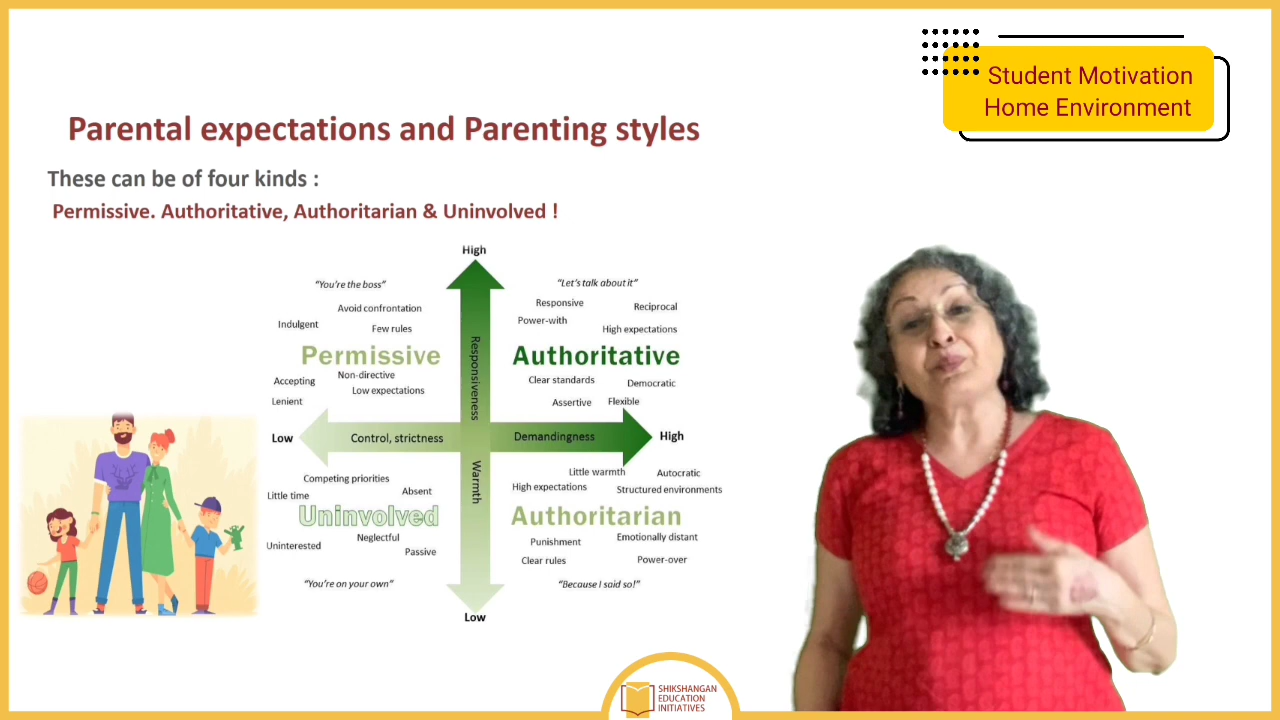 Student Motivation
Home Environment
Parental expectations and Parenting styles
These can be of four kinds :
Permissive. Authoritative, Authoritarian & Uninvolved !
High
“You’re the boss”
Avoid confrontation
Indulgent
Few rules
Permissive
Non-directive
Accepting
Low expectations
Lenient
“Let’s talk about it”
Responsive
Reciprocal
Power-with
High expectations
Authoritative
Clear standards
Democratic
Assertive
Flexible
Responsiveness
Low
Control, strictness
Demandingness
High
Warmth
Competing priorities
Absent
Little time
Uninvolved
Neglectful
Uninterested
Passive
“You’re on your own”
Little warmth
Autocratic
High expectations
Structured environments
Authoritarian
Punishment
Emotionally distant
Clear rules
Power-over
“Because I said so!”
Low
SHIKSHANGAN
EDUCATION
INITIATIVES